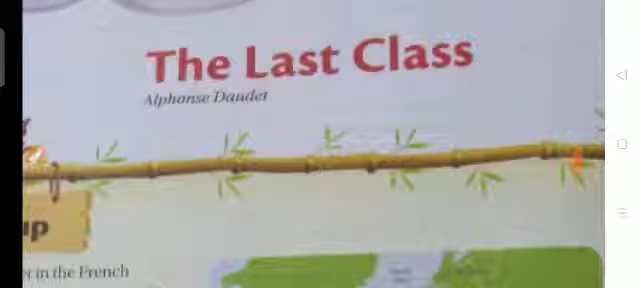 The Last Class
Alphonse Daudet
up
in the French